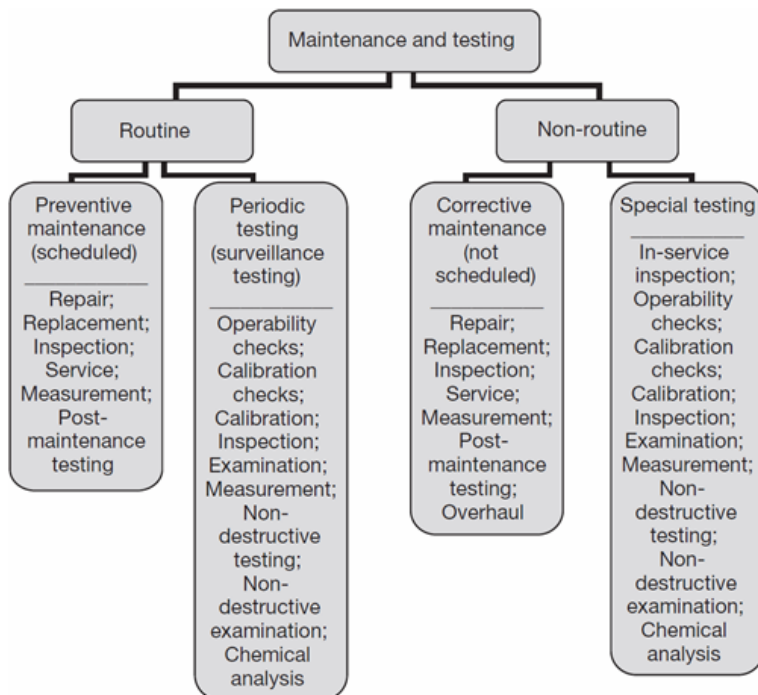 Maintenance and testing
Routine
Non-routine
Preventive
maintenance
(scheduled)
Repair;
Replacement;
Inspection;
Service;
Measurement;
Post-
maintenance
testing
Periodic
testing
(surveillance
testing)
Operability
checks;
Calibration
checks;
Calibration;
Inspection;
Examination;
Measurement;
Non-
destructive
testing;
Non-
destructive
examination;
Chemical
analysis
Corrective
maintenance
(not
scheduled)
Repair;
Replacement;
Inspection;
Service;
Measurement;
Post-
maintenance
testing;
Overhaul
Special testing
In-service
inspection;
Operability
checks;
Calibration
checks;
Calibration;
Inspection;
Examination;
Measurement;
Non-
destructive
testing;
Non-
destructive
examination;
Chemical
analysis